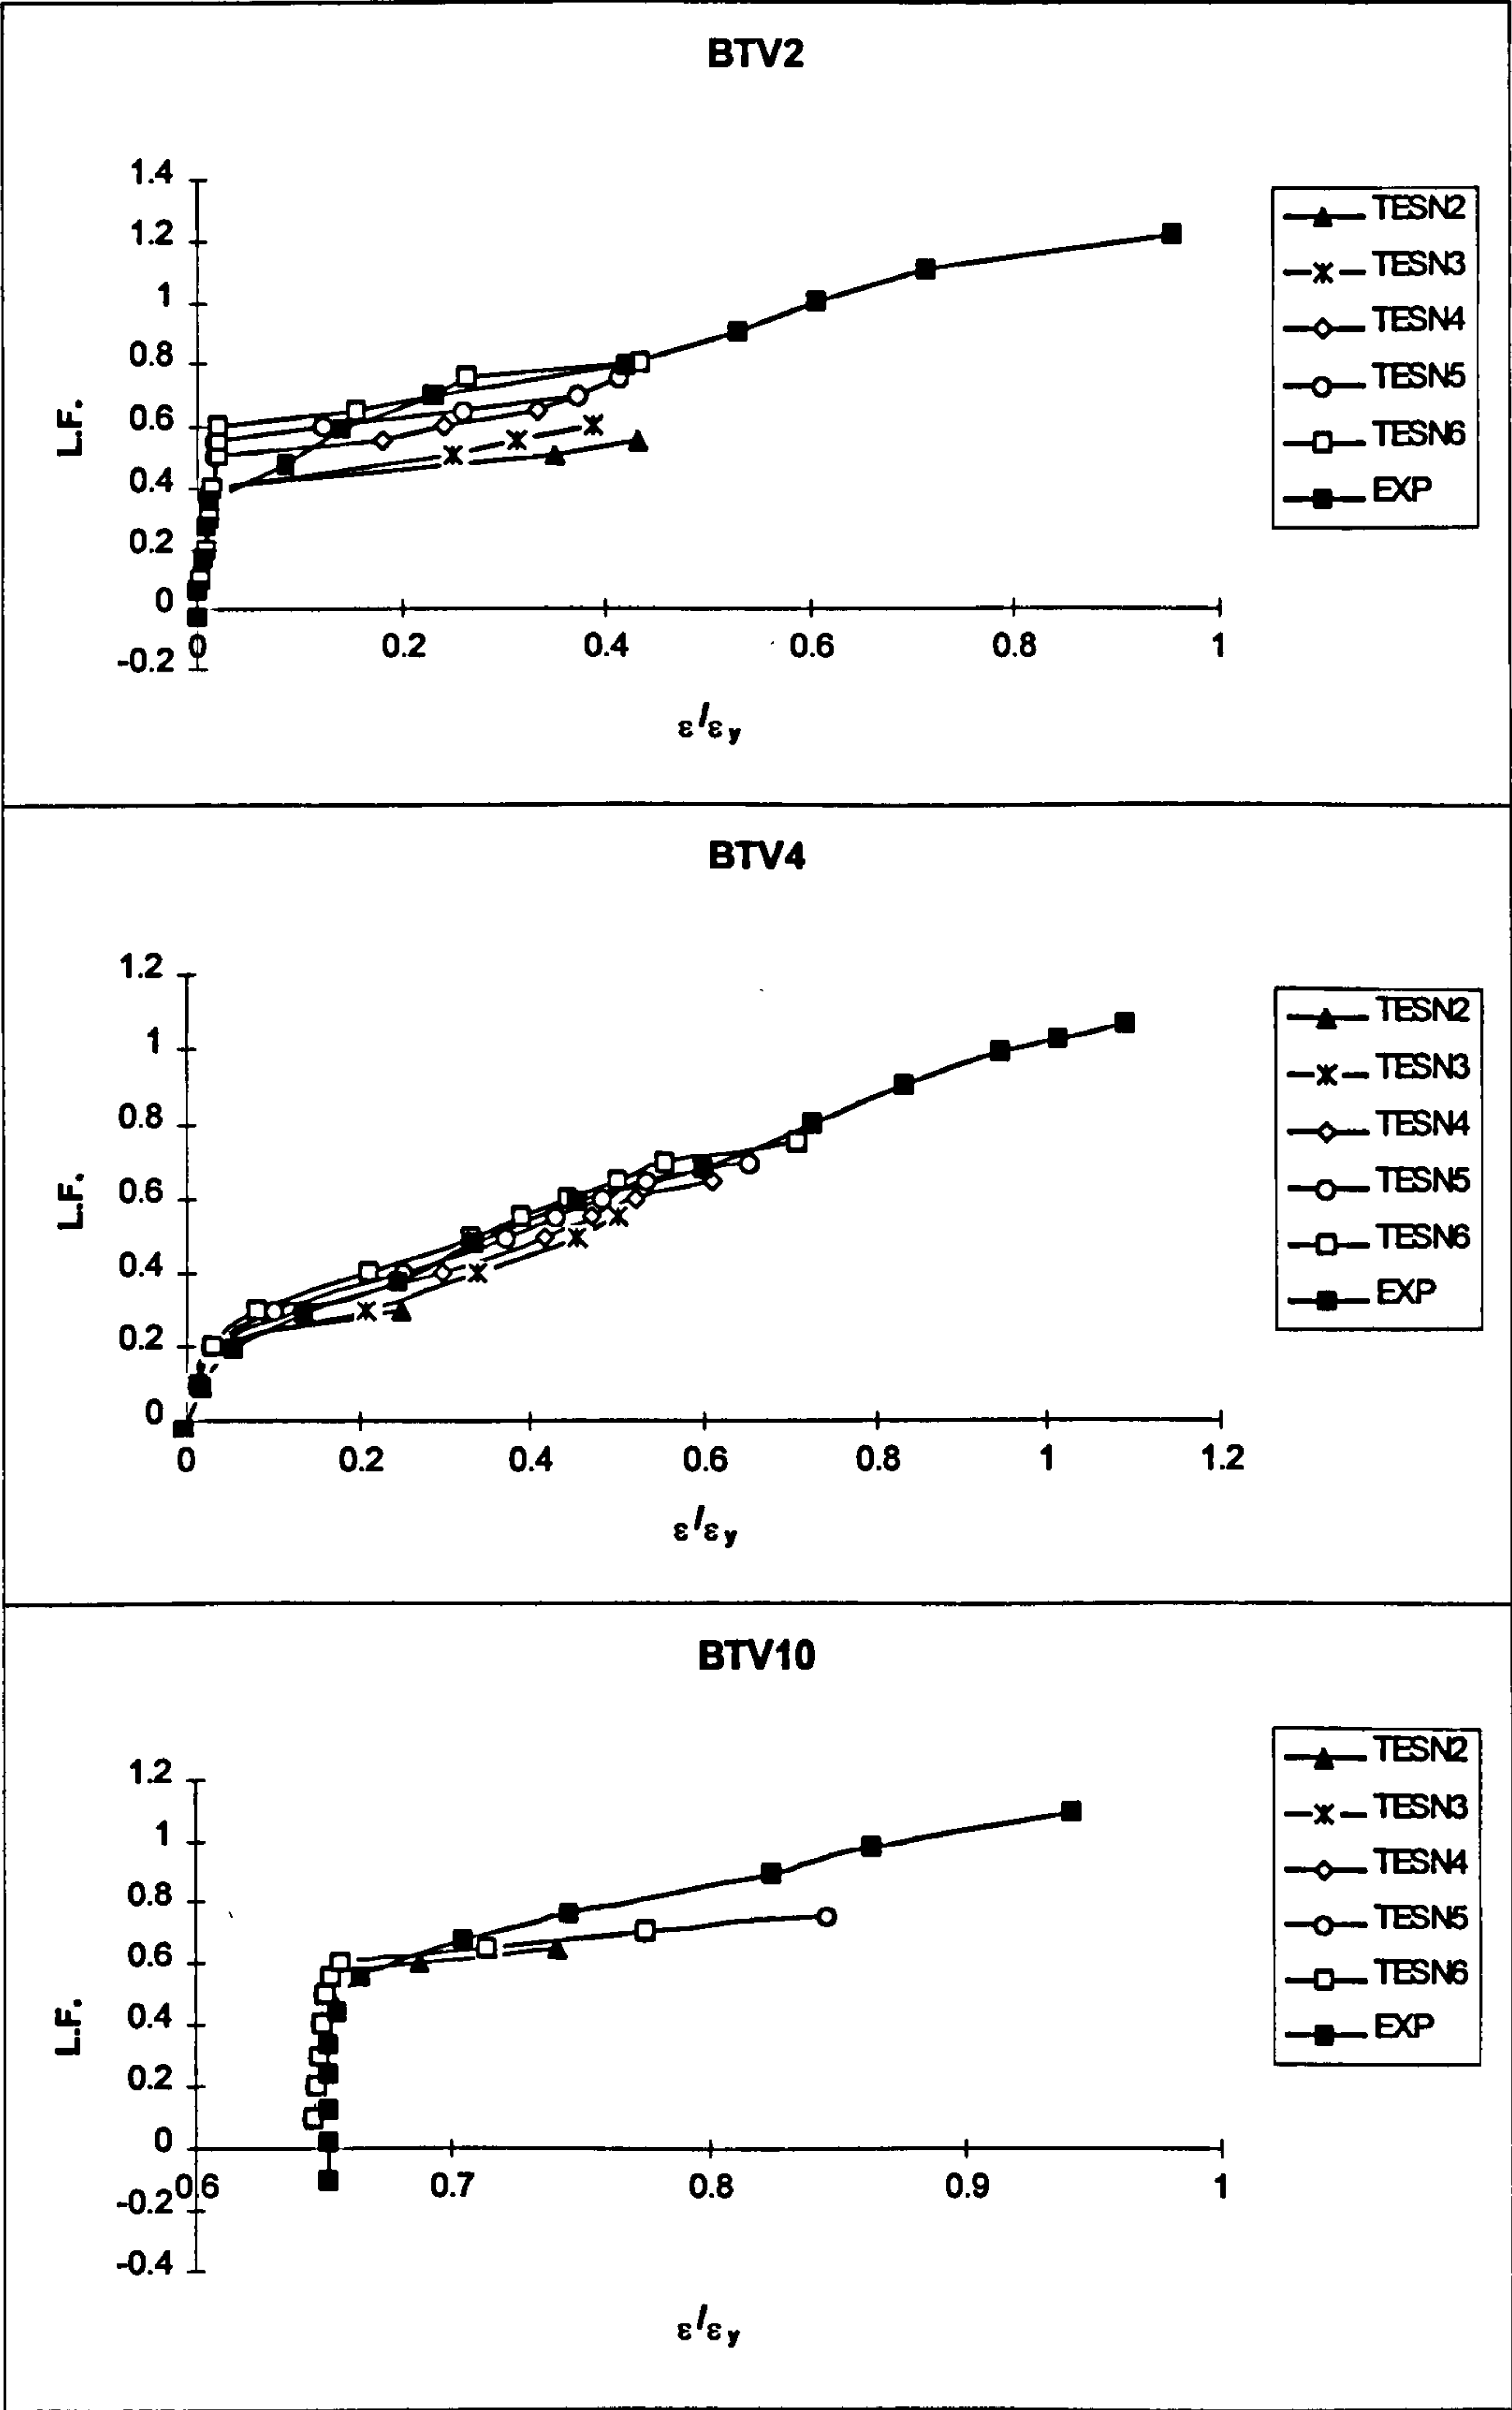 BTV2
1.4
1.2
1
0.8
0.6
0.4
0.2
0
-0.2
L.F.
0 0.2 0.4 0.6 0.8 1
ε/εy
TESN2
TESN3
TESN4
TESN5
TESN6
EXP
BTV4
1.2
1
0.8
0.6
0.4
0.2
0
L.F.
0 0.2 0.4 0.6 0.8 1 1.2
ε/εy
TESN2
TESN3
TESN4
TESN5
TESN6
EXP
BTV10
1.2
1
0.8
0.6
0.4
0.2
0
-0.2
-0.4
L.F.
0.6 0.7 0.8 0.9 1
ε/εy
TESN2
TESN3
TESN4
TESN5
TESN6
EXP